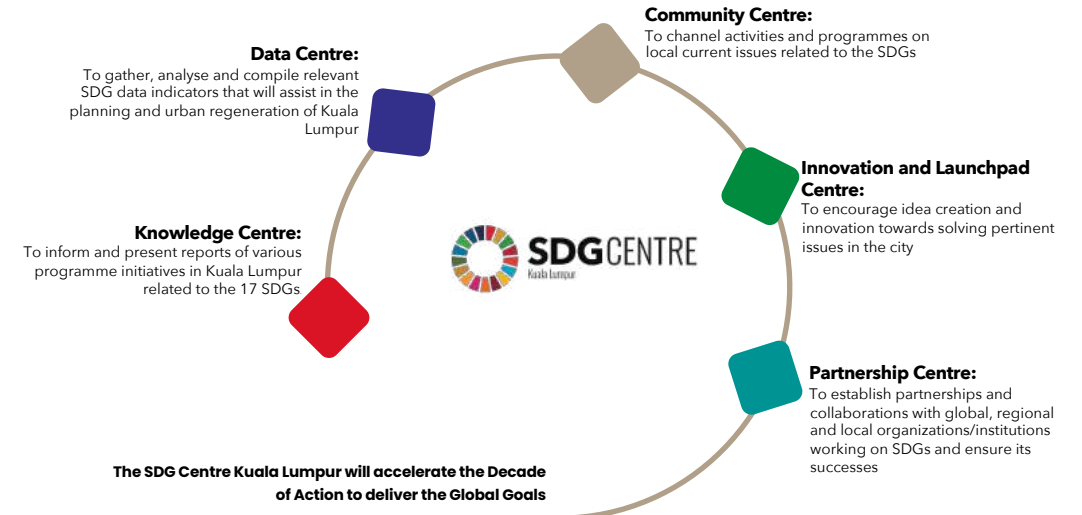 Community Centre:
To channel activities and programmes on
local current issues related to the SDGs
Data Centre:
To gather, analyse and compile relevant
SDG data indicators that will assist in the
planning and urban regeneration of Kuala
Lumpur
Innovation and Launchpad
Centre:
To encourage idea creation and
innovation towards solving pertinent
issues in the city
Knowledge Centre:
To inform and present reports of various
programme initiatives in Kuala Lumpur
related to the 17 SDGs
SDGCENTRE
Kuala Lumpur
Partnership Centre:
To establish partnerships and
collaborations with global, regional
and local organizations/institutions
working on SDGs and ensure its
successes
The SDG Centre Kuala Lumpur will accelerate the Decade
of Action to deliver the Global Goals